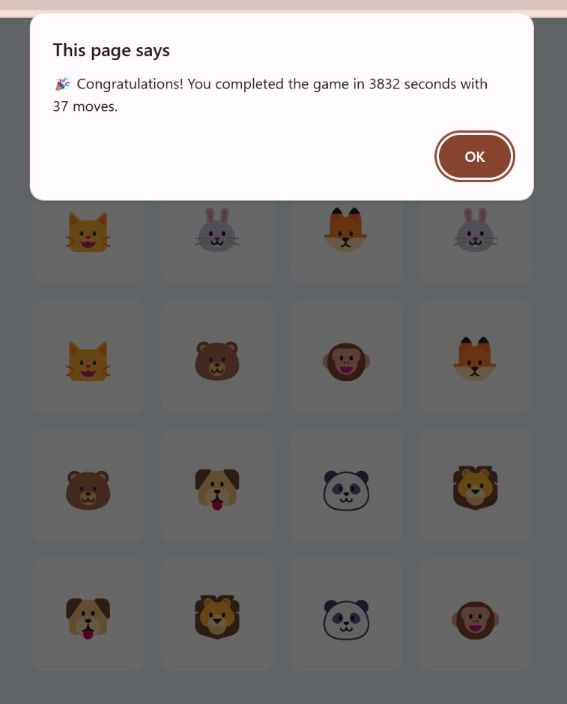 This page says
🎉 Congratulations! You completed the game in 3832 seconds with
37 moves.
OK